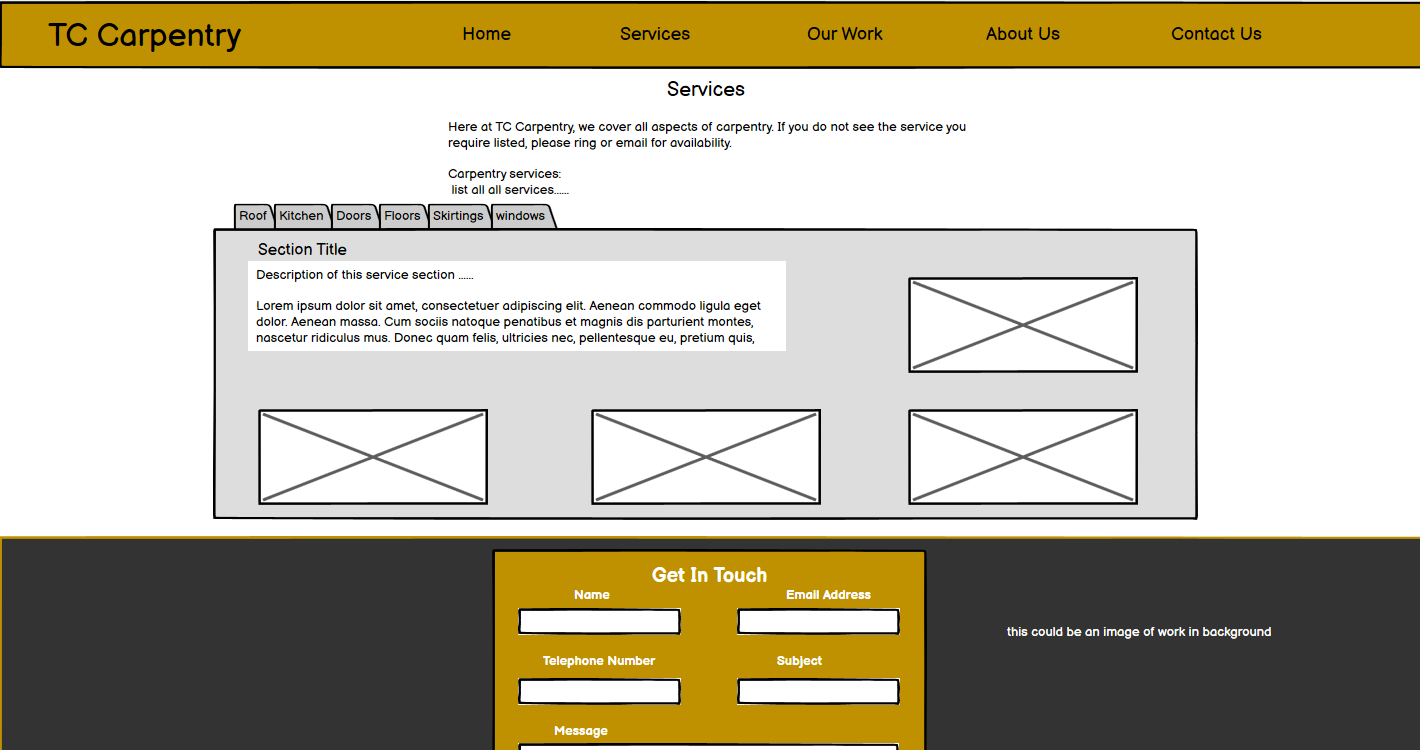 TC Carpentry
Home Services Our Work About Us Contact Us
Services
Here at TC Carpentry, we cover all aspects of carpentry. If you do not see the service you
require listed, please ring or email for availability.
Carpentry services:
list all all services......
Roof Kitchen Doors Floors Skirtings windows
Section Title
Description of this service section ......
Lorem ipsum dolor sit amet, consectetuer adipiscing elit. Aenean commodo ligula eget
dolor. Aenean massa. Cum sociis natoque penatibus et magnis dis parturient montes,
nascetur ridiculus mus. Donec quam felis, ultricies nec, pellentesque eu, pretium quis,
Get In Touch
Name Email Address
this could be an image of work in background
Telephone Number Subject
Message